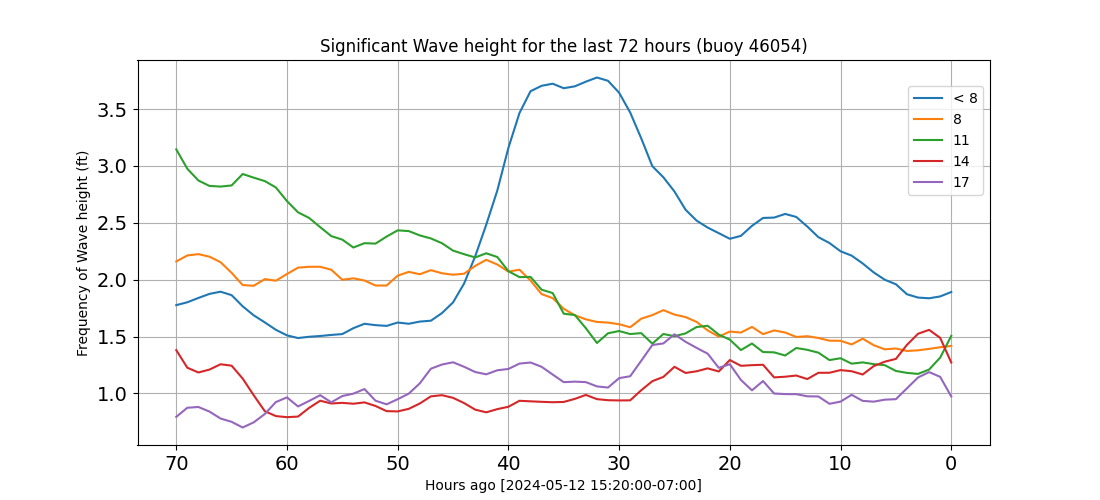 Significant Wave height for the last 72 hours (buoy 46054)
Frequency of Wave height (ft)
3.5
3.0
2.5
2.0
1.5
1.0
< 8
8
11
14
17
70 60 50 40 30 20 10 0
Hours ago [2024-05-12 15:20:00-07:00]